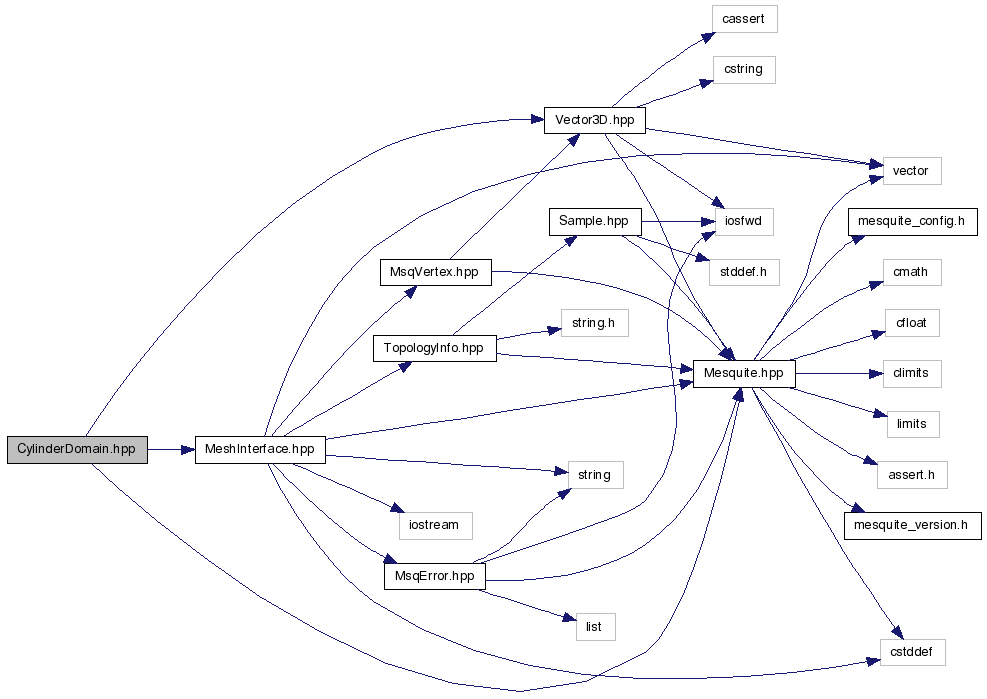 cassert
cstring
Vector3D.hpp
vector
Sample.hpp
iosfwd
mesquite_config.h
MsqVertex.hpp
stddef.h
cmath
string.h
cfloat
TopologyInfo.hpp
Mesquite.hpp
climits
limits
CylinderDomain.hpp
MeshInterface.hpp
string
assert.h
iostream
mesquite_version.h
MsqError.hpp
list
cstddef